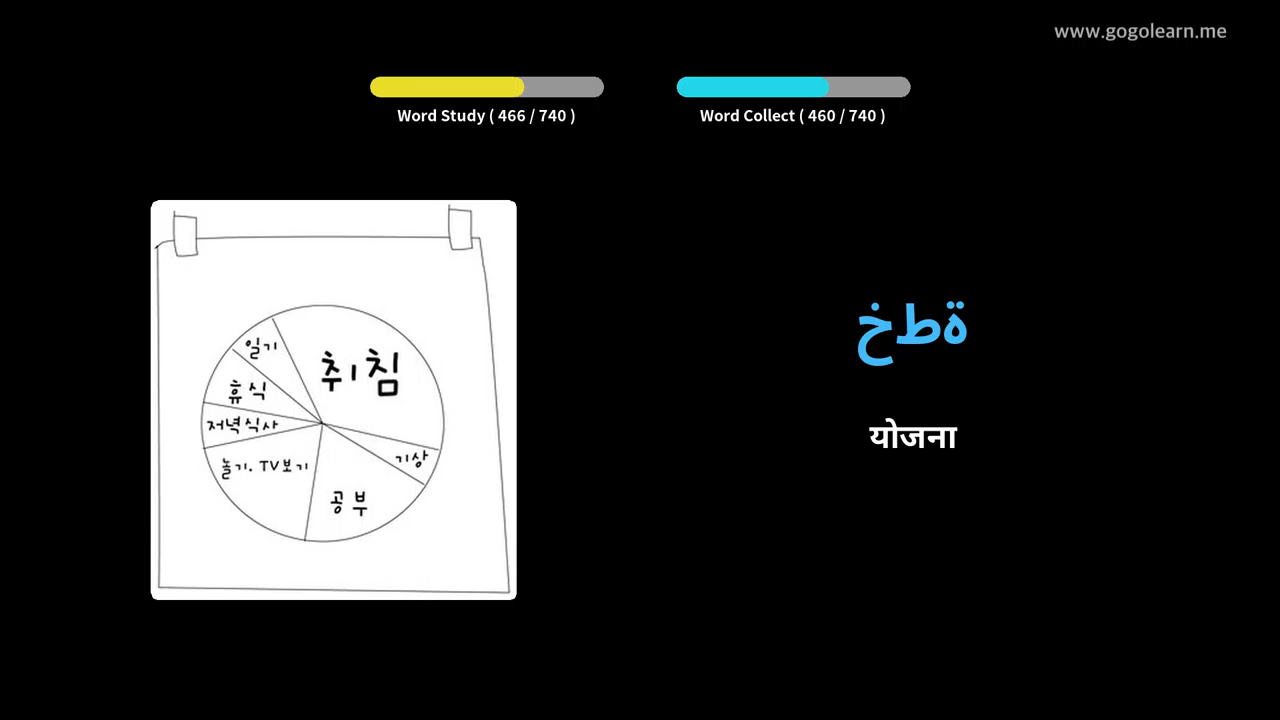 www.gogolearn.me
Word Study ( 466 / 740 )
Word Collect ( 460 / 740 )
일기
취침
휴식
저녁식사
놀기. TV보기
기상
공부
ةطخ
योजना